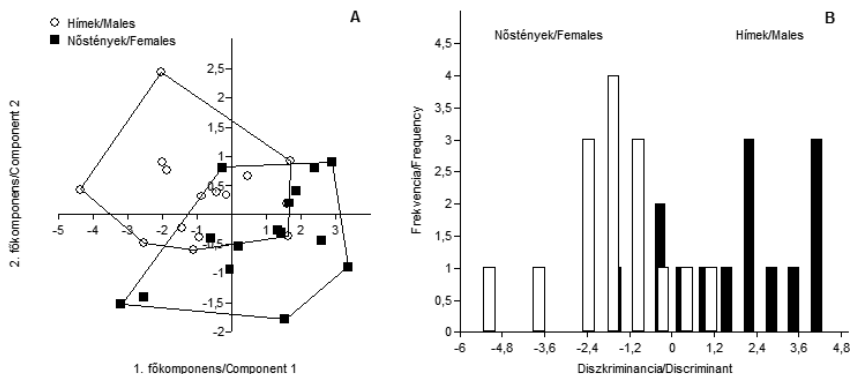 A
Hímek/Males
Nőstények/Females
2. főkomponens/Component 2
2,5
2
1,5
1
0,5
-5 -4 -3 -2 -1 0 1 2 3
-0,5
-1
-1,5
-2
1. főkomponens/Component 1
B
Nőstények/Females Hímek/Males
Frekvencia/Frequency
4,5
4
3,5
3
2,5
2
1,5
1
0,5
0
-6 -4,8 -3,6 -2,4 -1,2 0 1,2 2,4 3,6 4,8
Diszkriminancia/Discriminant